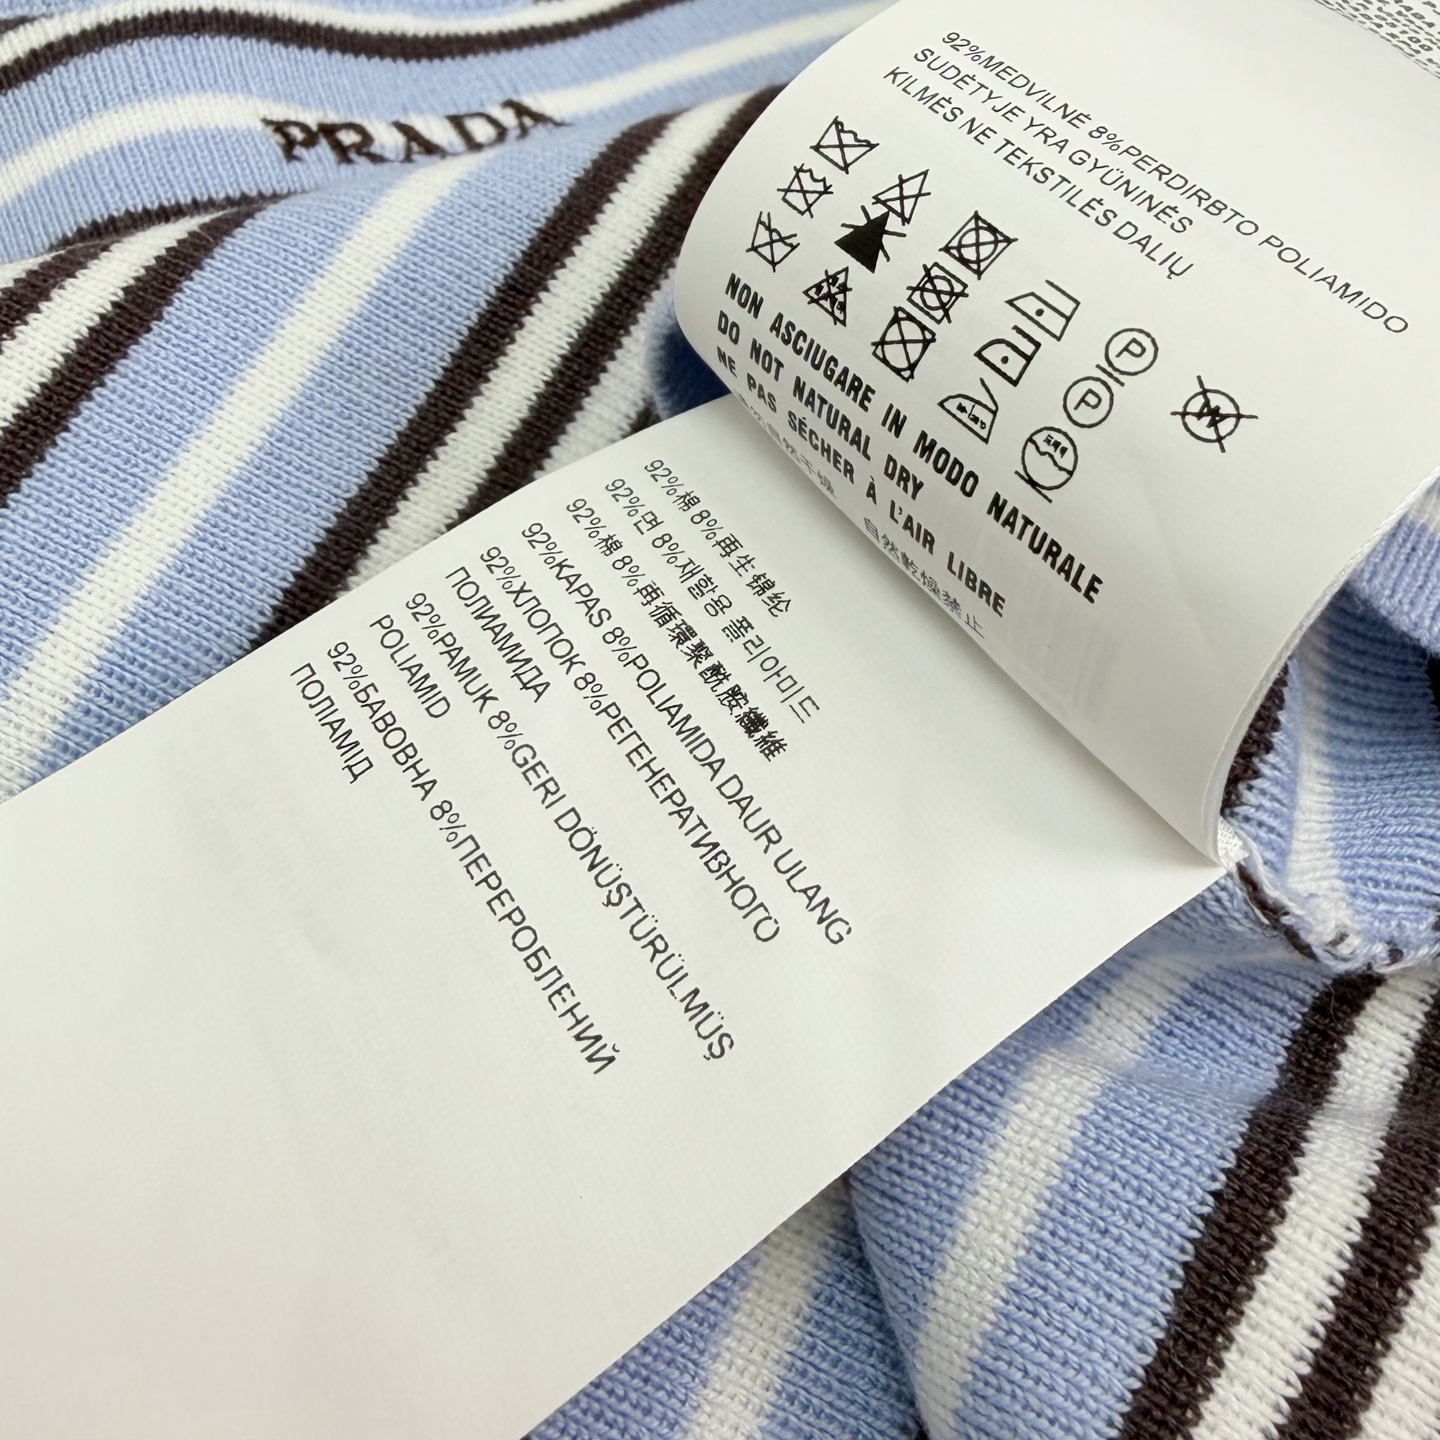 PRADA
92%MEDVILNĖ 8%PERDIRBTO POLIAMIDO
SUDĖTYJE YRA GYŪNINĖS
KILMĖS NE TEKSTILĖS DALIŲ
P
P
NON ASCIUGARE IN MODO NATURALE
DO NOT NATURAL DRY
NE PAS SÉCHER À L'AIR LIBRE
自然乾燥禁止
92%棉 8%再生锦纶
92%면 8%재활용 폴리아미드
92%棉 8%再循環聚酰胺纖維
92%KAPAS 8%POLIAMIDA DAUR ULANG
92%ХЛОПОК 8%РЕГЕНЕРАТИВНОГО
ПОЛИАМИДА
92%PAMUK 8%GERI DÖNÜŞTÜRÜLMÜŞ
POLIAMID
92%БАВОВНА 8%ПЕРЕРОБЛЕНИЙ
ПОЛІАМІД